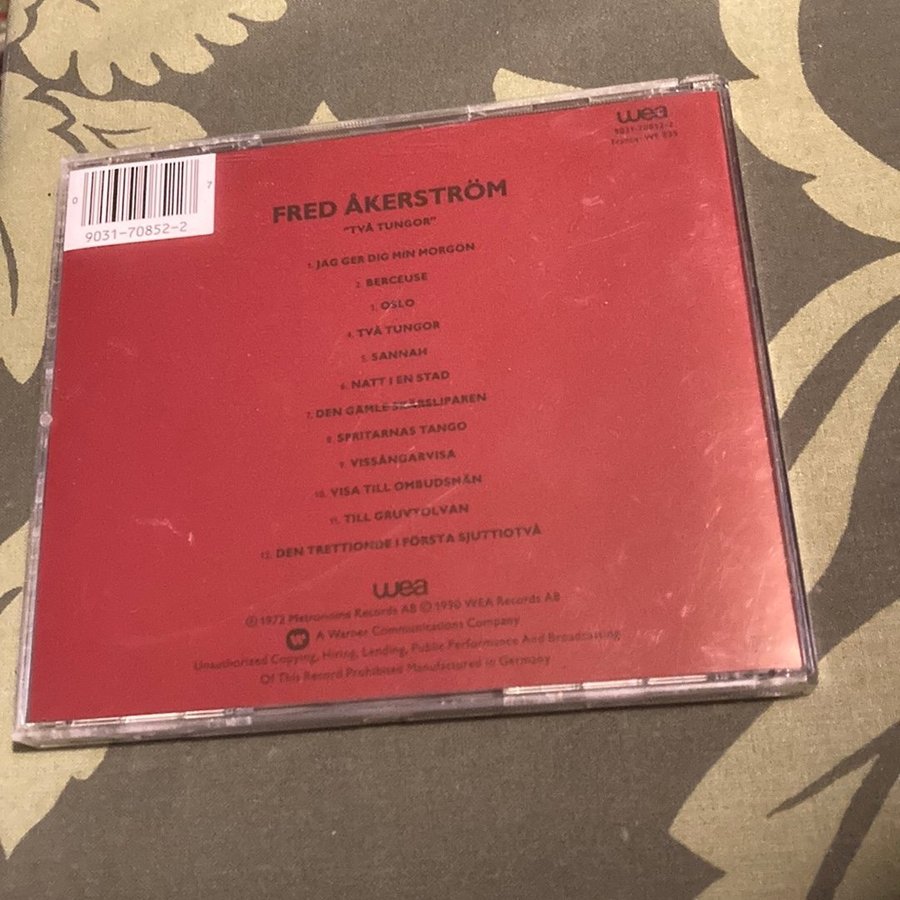 wea
9031-70852-2
France: WE 835
0
7
9031-70852-2
FRED ÅKERSTRÖM
"TVÅ TUNGOR"
1. JAG GER DIG MIN MORGON
2. BERCEUSE
3. OSLO
4. TVÅ TUNGOR
5. SANNAH
6. NATT I EN STAD
7. DEN GAMLE SKÄRSLIPAREN
8. SPRITARNAS TANGO
9. VISSÅNGARVISA
10. VISA TILL OMBUDSMÄN
11. TILL GRUVTOLVAN
12. DEN TRETTIONDE I FÖRSTA SJUTTIOTVÅ
wea
℗ 1972 Metronome Records AB © 1990 WEA Records AB
A Warner Communications Company
Unauthorized Copying, Hiring, Lending, Public Performance And Broadcasting
Of This Record Prohibited Manufactured in Germany